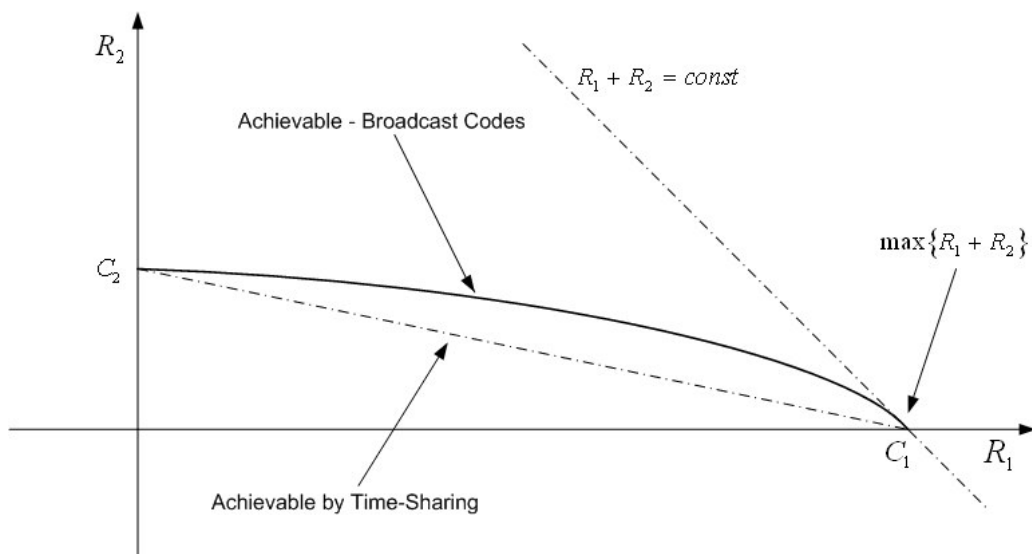 R₂
R₁ + R₂ = const
Achievable - Broadcast Codes
max{R₁ + R₂}
C₂
C₁
R₁
Achievable by Time-Sharing